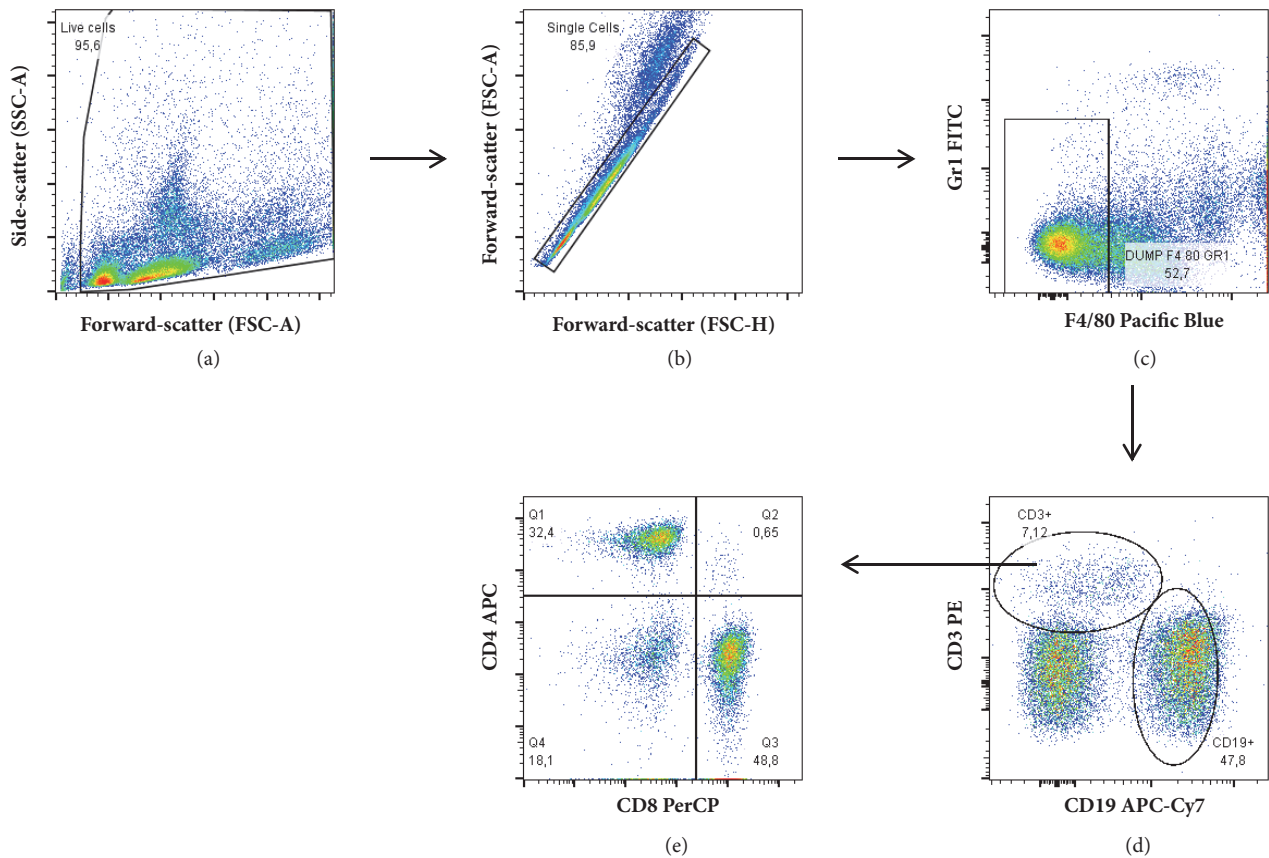 Live cells
95,6
Side-scatter (SSC-A)
Forward-scatter (FSC-A)
(a)
Single Cells
85,9
Forward-scatter (FSC-A)
Forward-scatter (FSC-H)
(b)
Gr1 FITC
DUMP F4 80 GR1
52,7
F4/80 Pacific Blue
(c)
CD3+
7,12
CD3 PE
CD19+
47,8
CD19 APC-Cy7
(d)
Q1
32,4
Q2
0,65
CD4 APC
Q4
18,1
Q3
48,8
CD8 PerCP
(e)